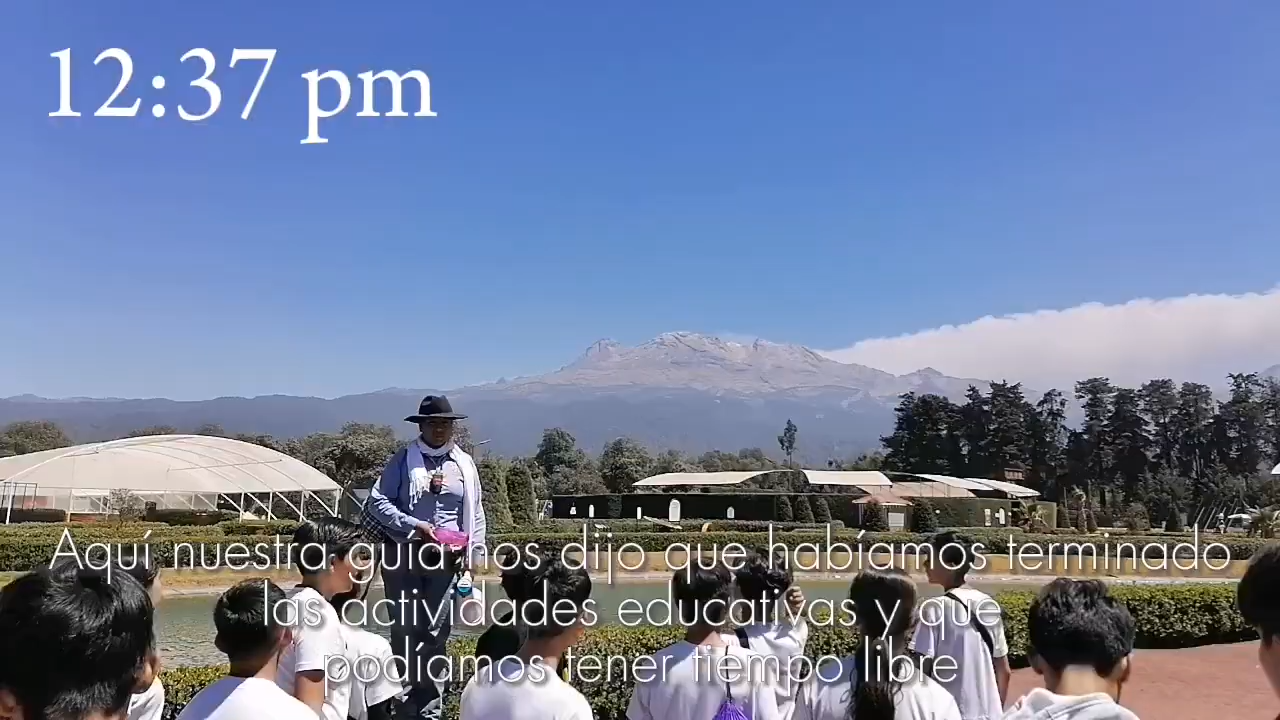 12:37 pm
Aquí nuestra guía nos dijo que habíamos terminado
las actividades educativas y que
podíamos tener tiempo libre